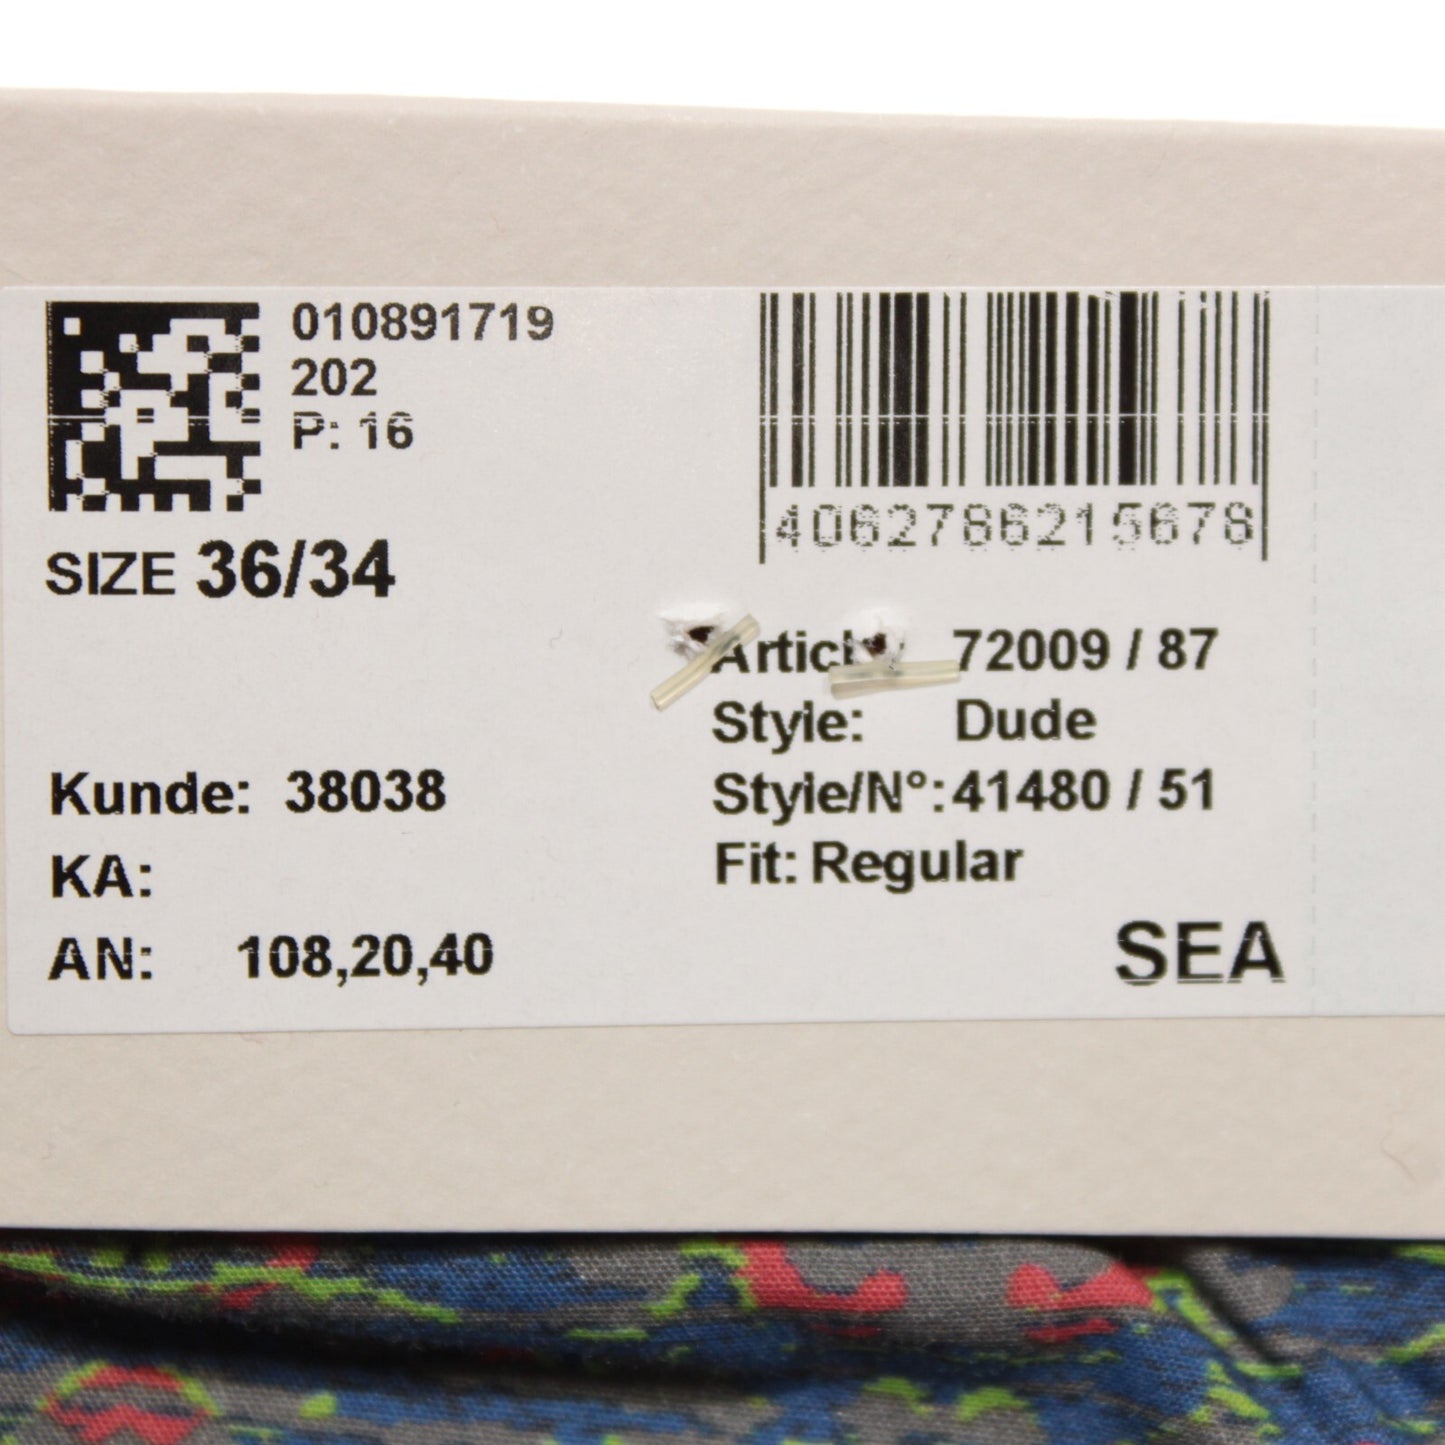 010891719
202
P: 16
SIZE 36/34
4062786215678
Article: 72009 / 87
Style: Dude
Style/N°: 41480 / 51
Fit: Regular
Kunde: 38038
KA:
AN: 108,20,40
SEA